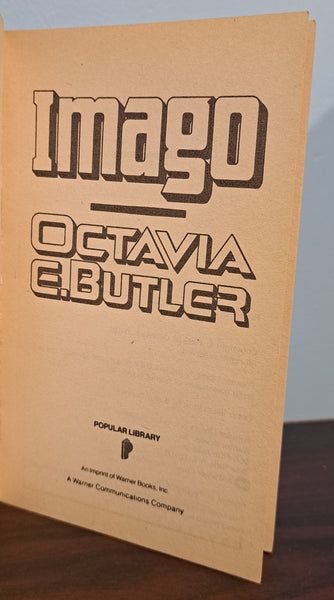 Imago
OCTAVIA
E. BUTLER
POPULAR LIBRARY
An Imprint of Warner Books, Inc.
A Warner Communications Company